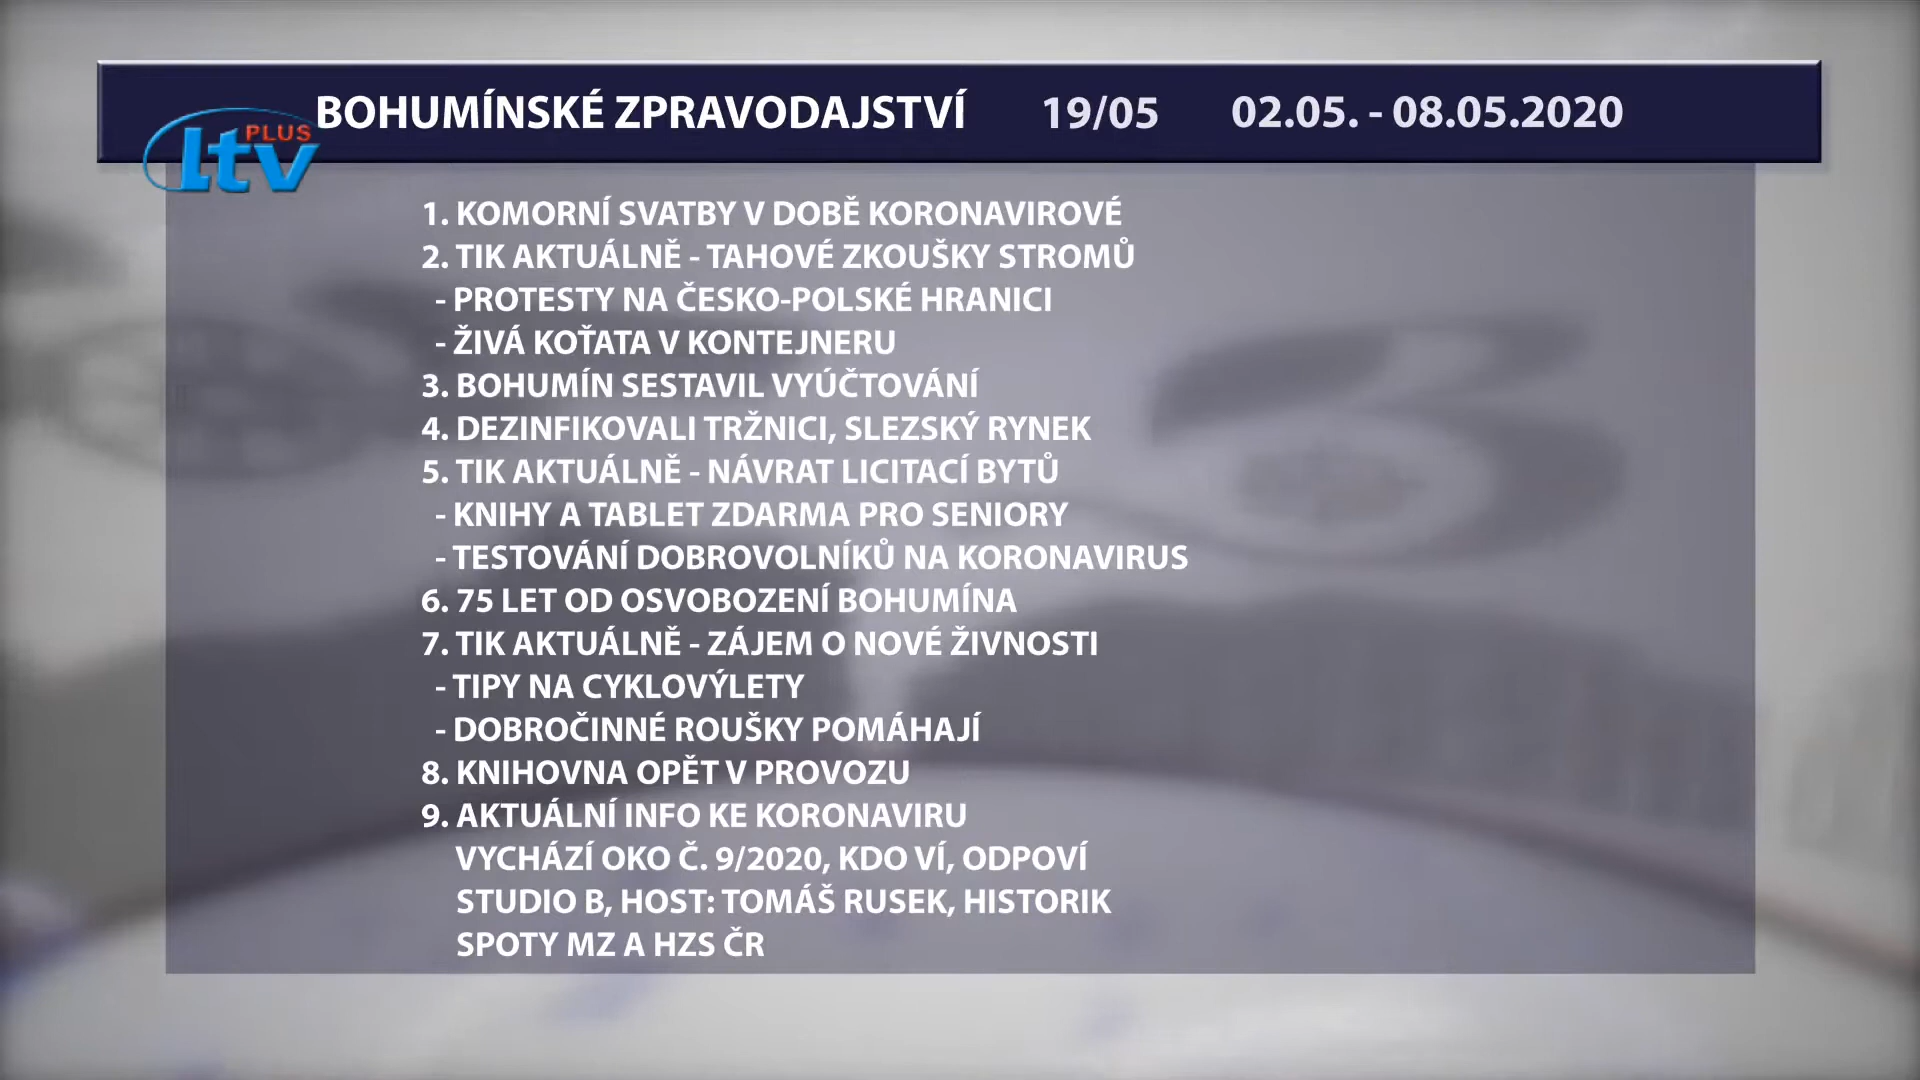 BOHUMÍNSKÉ ZPRAVODAJSTVÍ 19/05 02.05. - 08.05.2020
ltv PLUS
1. KOMORNÍ SVATBY V DOBĚ KORONAVIROVÉ
2. TIK AKTUÁLNĚ - TAHOVÉ ZKOUŠKY STROMŮ
- PROTESTY NA ČESKO-POLSKÉ HRANICI
- ŽIVÁ KOŤATA V KONTEJNERU
3. BOHUMÍN SESTAVIL VYÚČTOVÁNÍ
4. DEZINFIKOVALI TRŽNICI, SLEZSKÝ RYNEK
5. TIK AKTUÁLNĚ - NÁVRAT LICITACÍ BYTŮ
- KNIHY A TABLET ZDARMA PRO SENIORY
- TESTOVÁNÍ DOBROVOLNÍKŮ NA KORONAVIRUS
6. 75 LET OD OSVOBOZENÍ BOHUMÍNA
7. TIK AKTUÁLNĚ - ZÁJEM O NOVÉ ŽIVNOSTI
- TIPY NA CYKLOVÝLETY
- DOBROČINNÉ ROUŠKY POMÁHAJÍ
8. KNIHOVNA OPĚT V PROVOZU
9. AKTUÁLNÍ INFO KE KORONAVIRU
VYCHÁZÍ OKO Č. 9/2020, KDO VÍ, ODPOVÍ
STUDIO B, HOST: TOMÁŠ RUSEK, HISTORIK
SPOTY MZ A HZS ČR